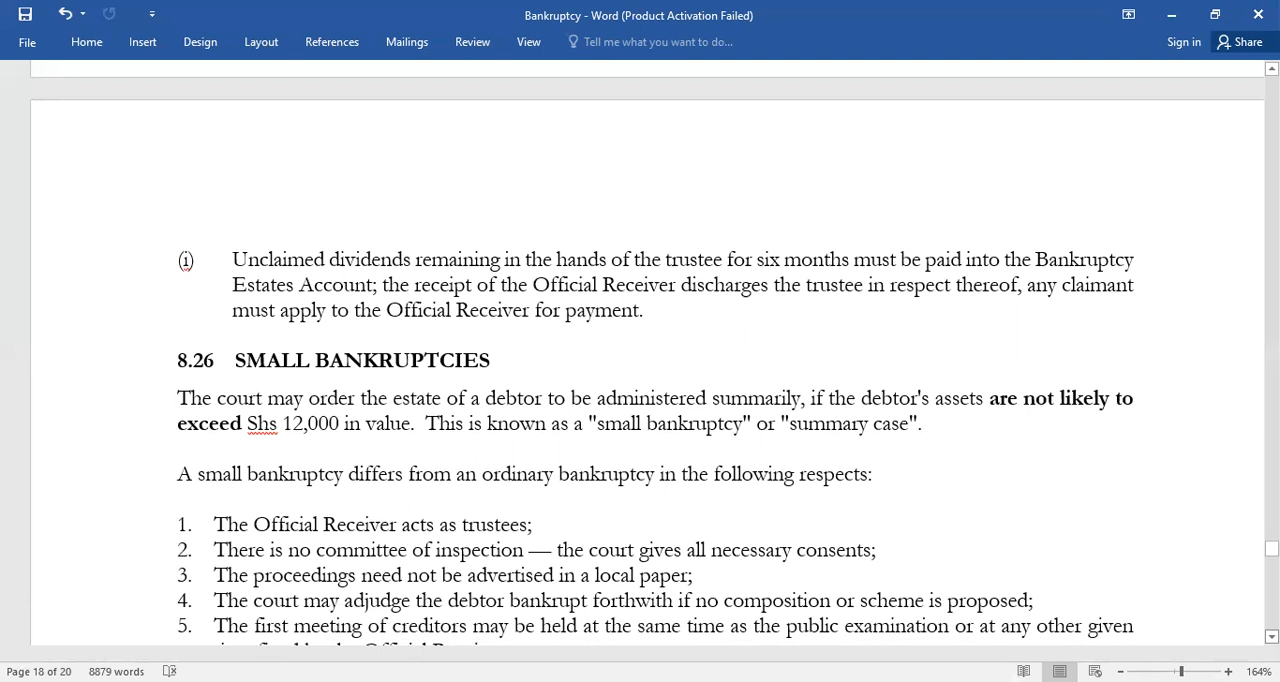 Bankruptcy - Word (Product Activation Failed)
File Home Insert Design Layout References Mailings Review View Tell me what you want to do... Sign in Share
(i) Unclaimed dividends remaining in the hands of the trustee for six months must be paid into the Bankruptcy
Estates Account; the receipt of the Official Receiver discharges the trustee in respect thereof, any claimant
must apply to the Official Receiver for payment.
8.26 SMALL BANKRUPTCIES
The court may order the estate of a debtor to be administered summarily, if the debtor's assets are not likely to
exceed Shs 12,000 in value. This is known as a "small bankruptcy" or "summary case".
A small bankruptcy differs from an ordinary bankruptcy in the following respects:
1. The Official Receiver acts as trustees;
2. There is no committee of inspection — the court gives all necessary consents;
3. The proceedings need not be advertised in a local paper;
4. The court may adjudge the debtor bankrupt forthwith if no composition or scheme is proposed;
5. The first meeting of creditors may be held at the same time as the public examination or at any other given
Page 18 of 20 8879 words 164%